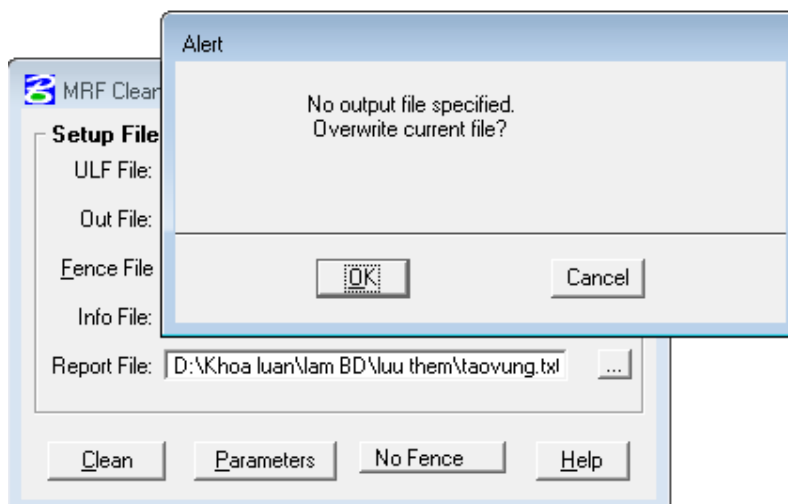 Alert
No output file specified.
Overwrite current file?
OK
Cancel
MRF Clean
Setup File
ULF File:
Out File:
Fence File
Info File:
Report File: D:\Khoa luan\lam BD\luu them\taovung.txt ...
Clean Parameters No Fence Help